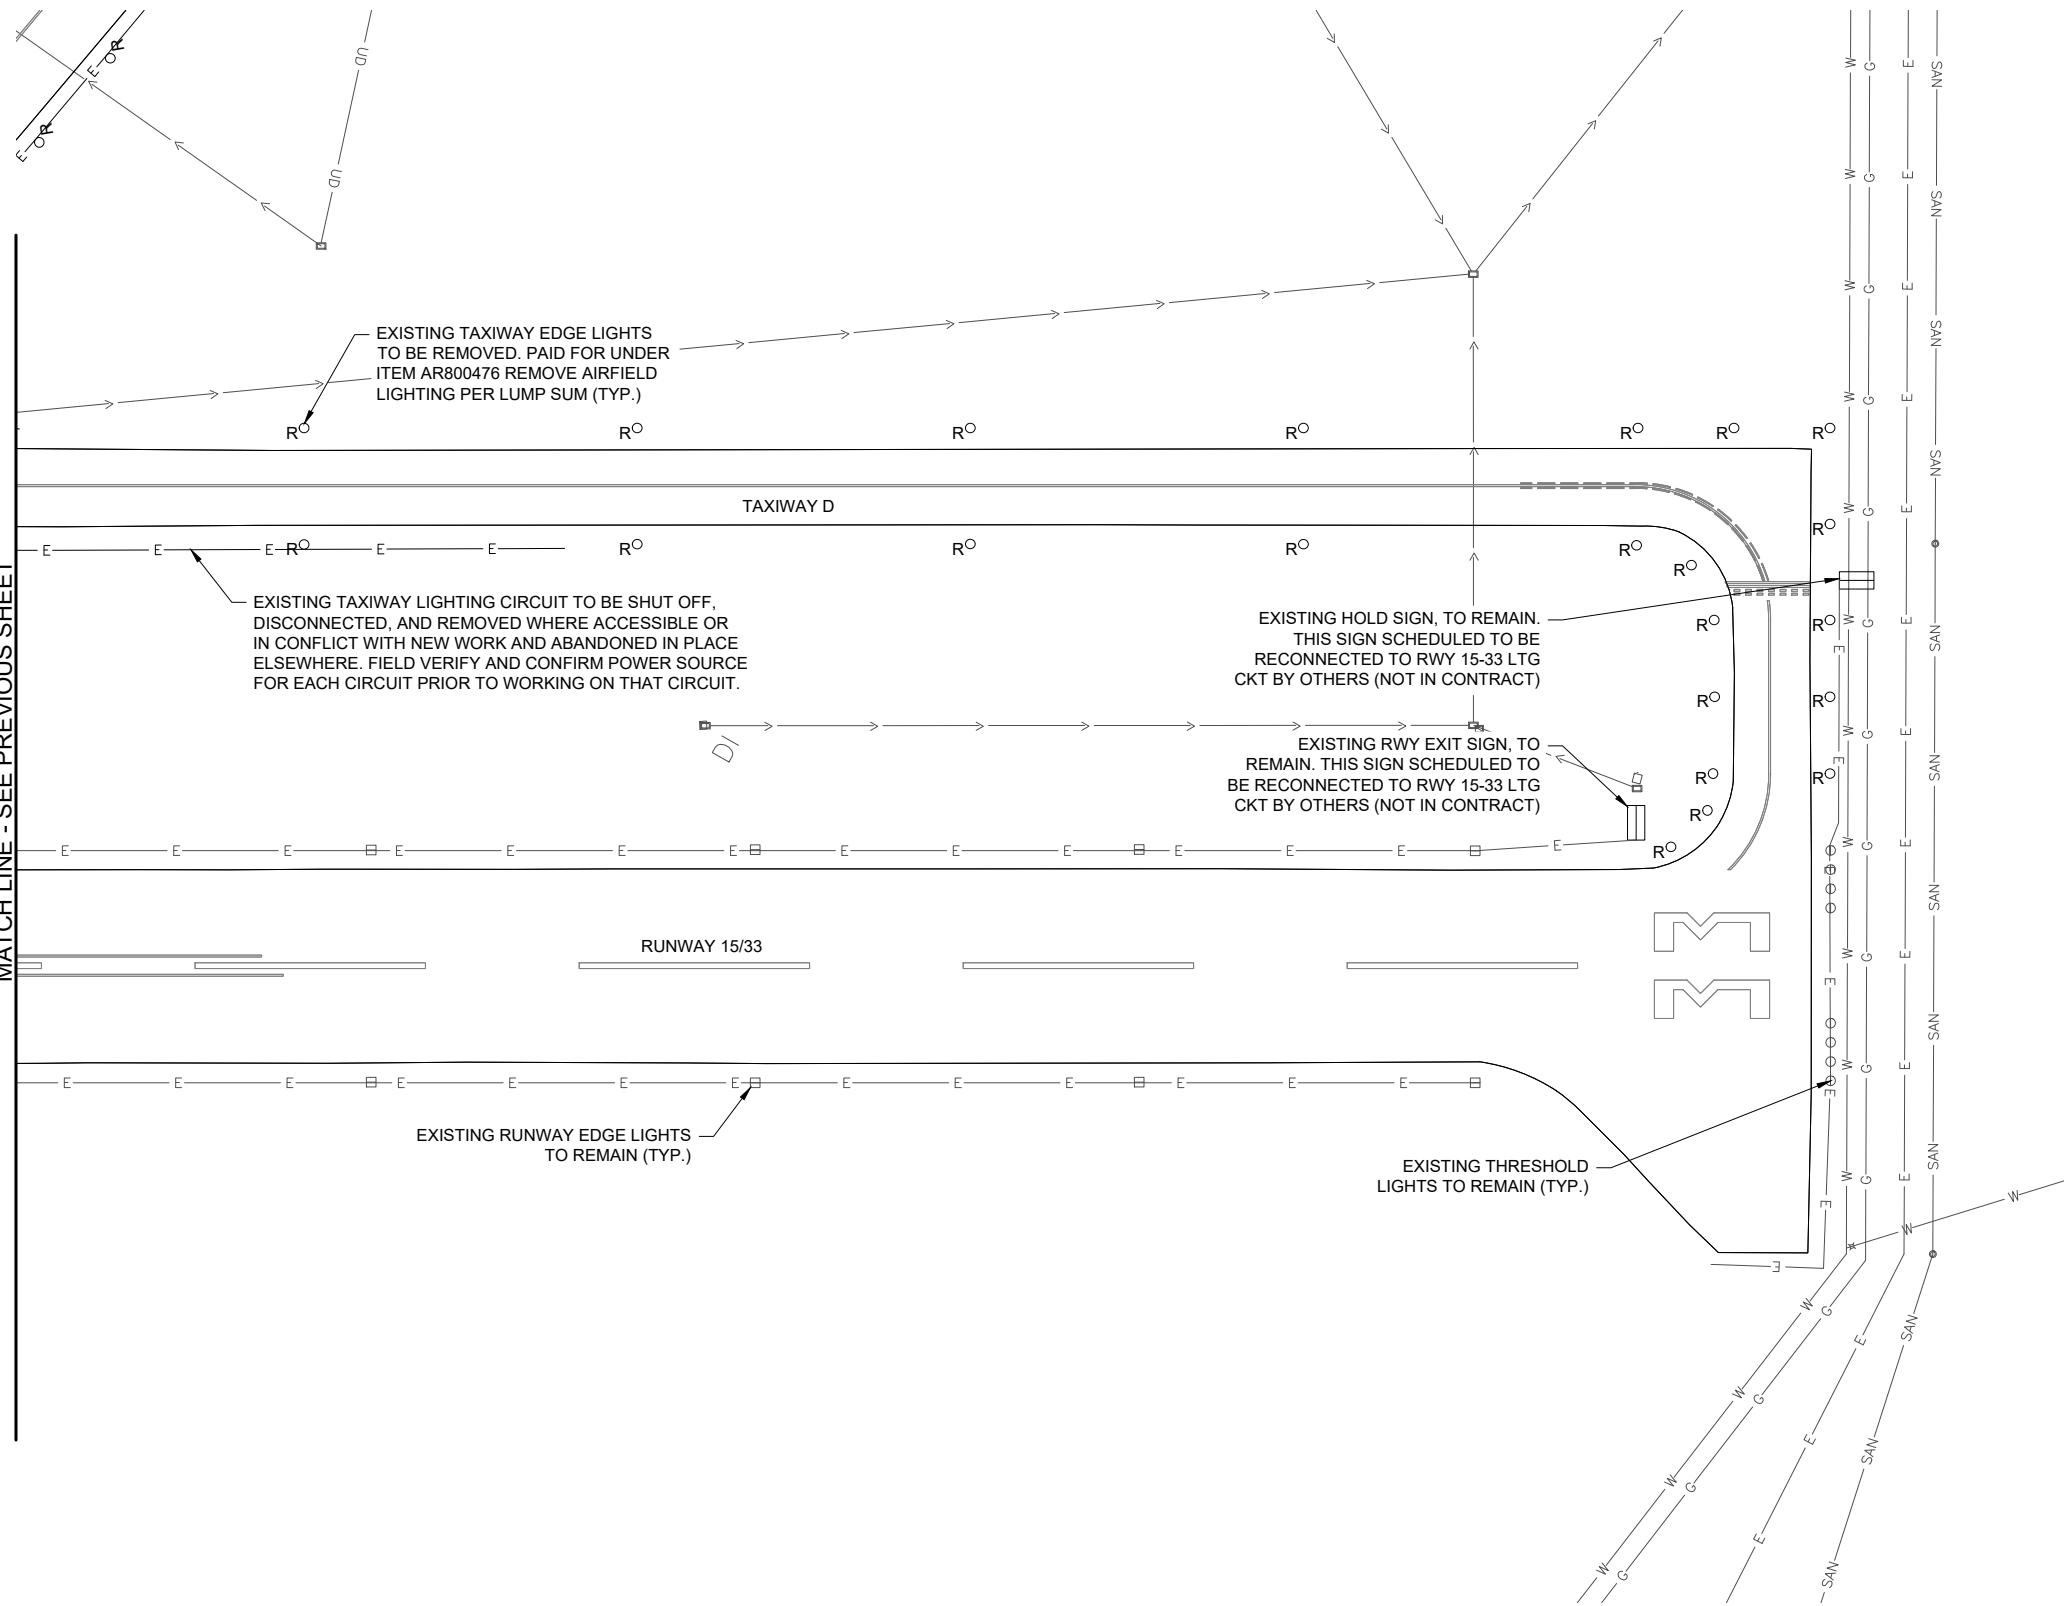 EXISTING TAXIWAY EDGE LIGHTS
TO BE REMOVED. PAID FOR UNDER
ITEM AR800476 REMOVE AIRFIELD
LIGHTING PER LUMP SUM (TYP.)
TAXIWAY D
EXISTING TAXIWAY LIGHTING CIRCUIT TO BE SHUT OFF,
DISCONNECTED, AND REMOVED WHERE ACCESSIBLE OR
IN CONFLICT WITH NEW WORK AND ABANDONED IN PLACE
ELSEWHERE. FIELD VERIFY AND CONFIRM POWER SOURCE
FOR EACH CIRCUIT PRIOR TO WORKING ON THAT CIRCUIT.
EXISTING HOLD SIGN, TO REMAIN.
THIS SIGN SCHEDULED TO BE
RECONNECTED TO RWY 15-33 LTG
CKT BY OTHERS (NOT IN CONTRACT)
EXISTING RWY EXIT SIGN, TO
REMAIN. THIS SIGN SCHEDULED TO
BE RECONNECTED TO RWY 15-33 LTG
CKT BY OTHERS (NOT IN CONTRACT)
MATCH LINE - SEE PREVIOUS SHEET
RUNWAY 15/33
EXISTING RUNWAY EDGE LIGHTS
TO REMAIN (TYP.)
EXISTING THRESHOLD
LIGHTS TO REMAIN (TYP.)